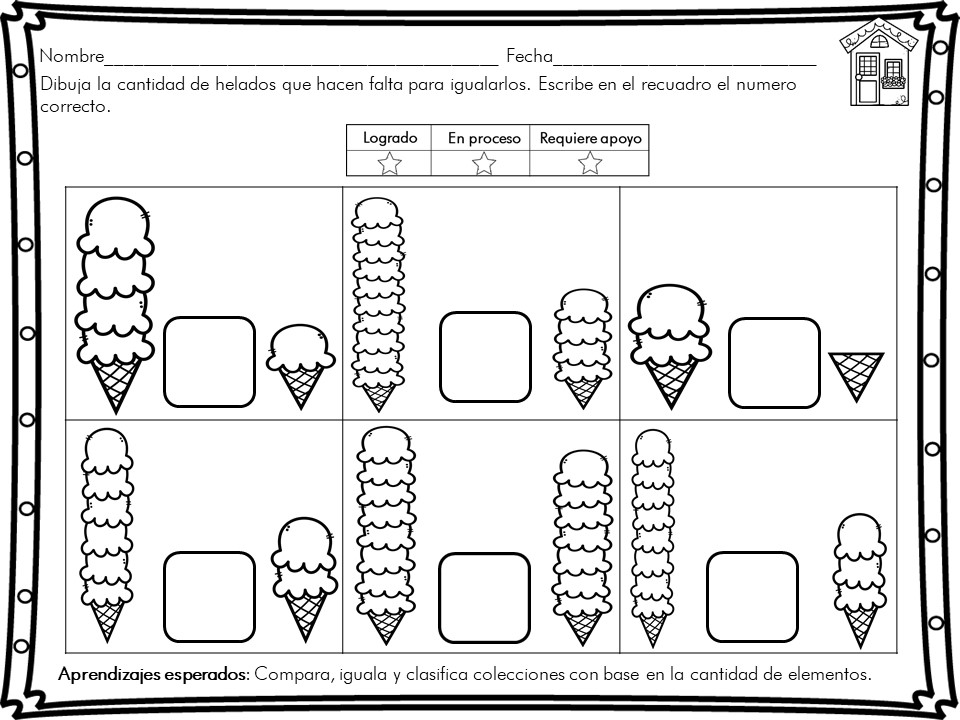 Nombre_______________________________________ Fecha__________________________
Dibuja la cantidad de helados que hacen falta para igualarlos. Escribe en el recuadro el numero
correcto.
Logrado En proceso Requiere apoyo
Aprendizajes esperados: Compara, iguala y clasifica colecciones con base en la cantidad de elementos.